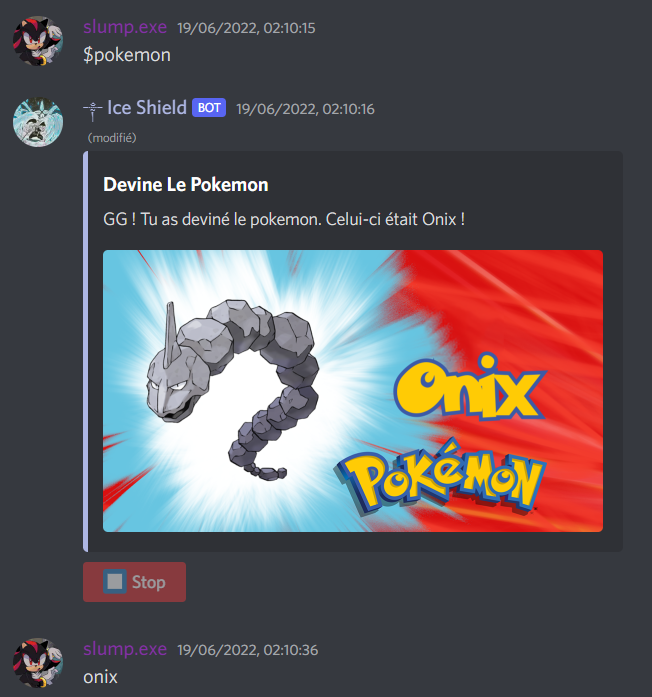 slump.exe 19/06/2022, 02:10:15
$pokemon
Ice Shield BOT 19/06/2022, 02:10:16
(modifié)
Devine Le Pokemon
GG ! Tu as deviné le pokemon. Celui-ci était Onix !
Onix
POKÉMON
Stop
slump.exe 19/06/2022, 02:10:36
onix